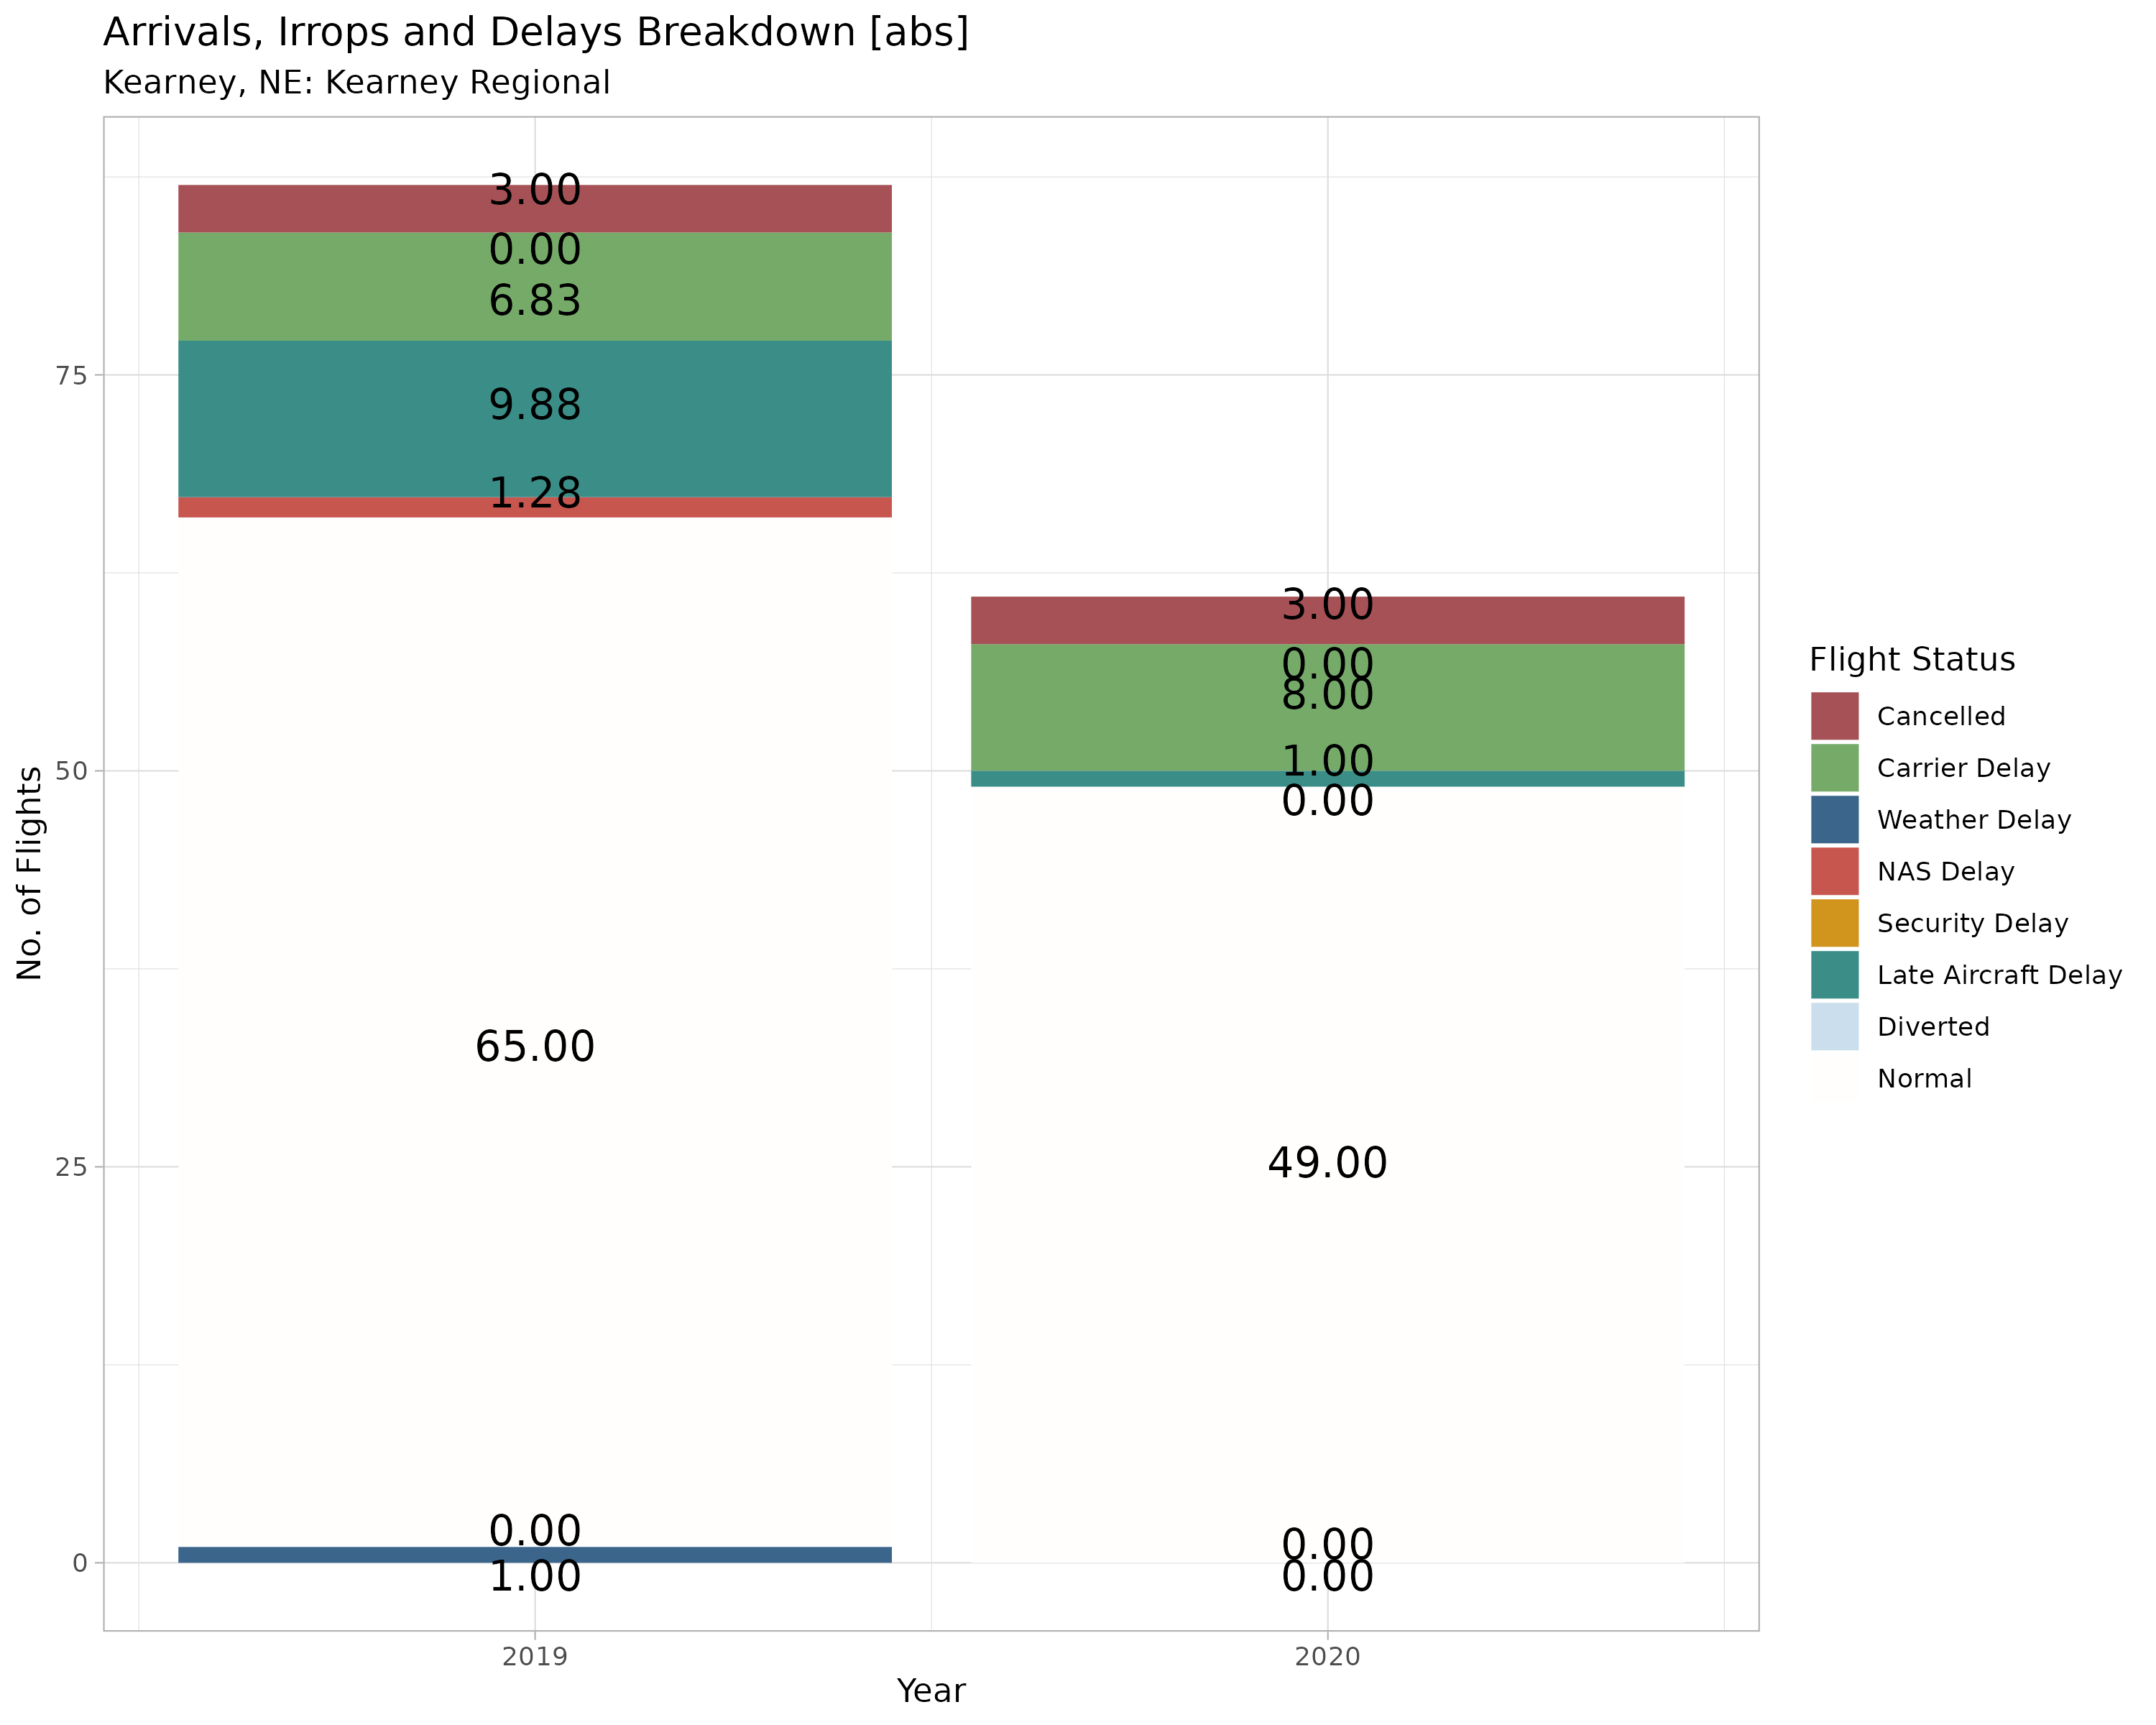 Arrivals, Irrops and Delays Breakdown [abs]
Kearney, NE: Kearney Regional
No. of Flights
75
50
25
0
3.00
0.00
6.83
9.88
1.28
65.00
0.00
1.00
3.00
0.00
8.00
1.00
0.00
49.00
0.00
0.00
2019
2020
Year
Flight Status
Cancelled
Carrier Delay
Weather Delay
NAS Delay
Security Delay
Late Aircraft Delay
Diverted
Normal